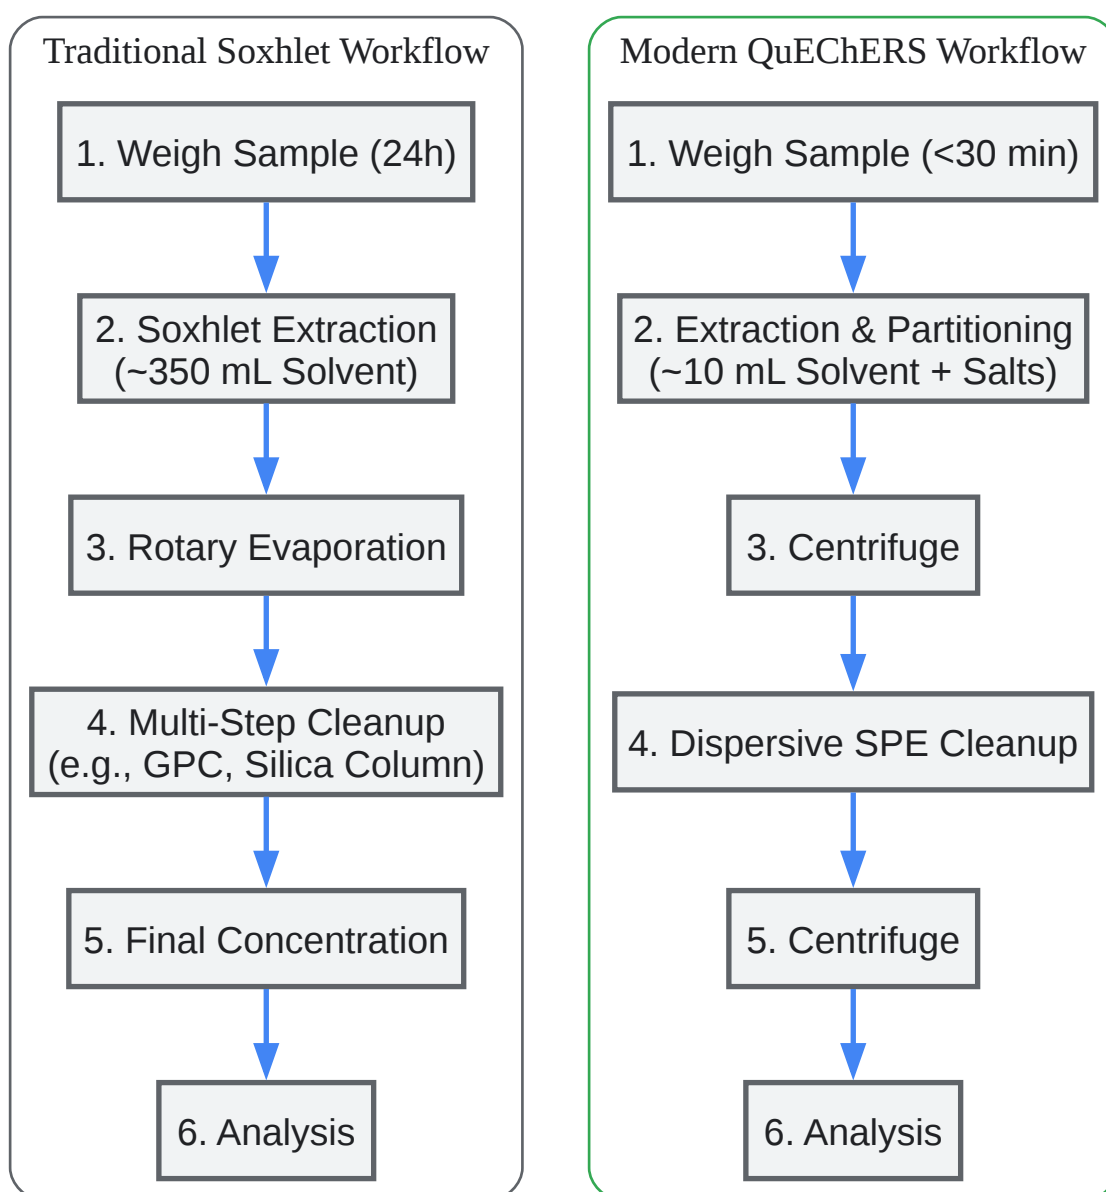 Traditional Soxhlet Workflow
1. Weigh Sample (24h)
2. Soxhlet Extraction
(~350 mL Solvent)
3. Rotary Evaporation
4. Multi-Step Cleanup
(e.g., GPC, Silica Column)
5. Final Concentration
6. Analysis
Modern QuEChERS Workflow
1. Weigh Sample (<30 min)
2. Extraction & Partitioning
(~10 mL Solvent + Salts)
3. Centrifuge
4. Dispersive SPE Cleanup
5. Centrifuge
6. Analysis